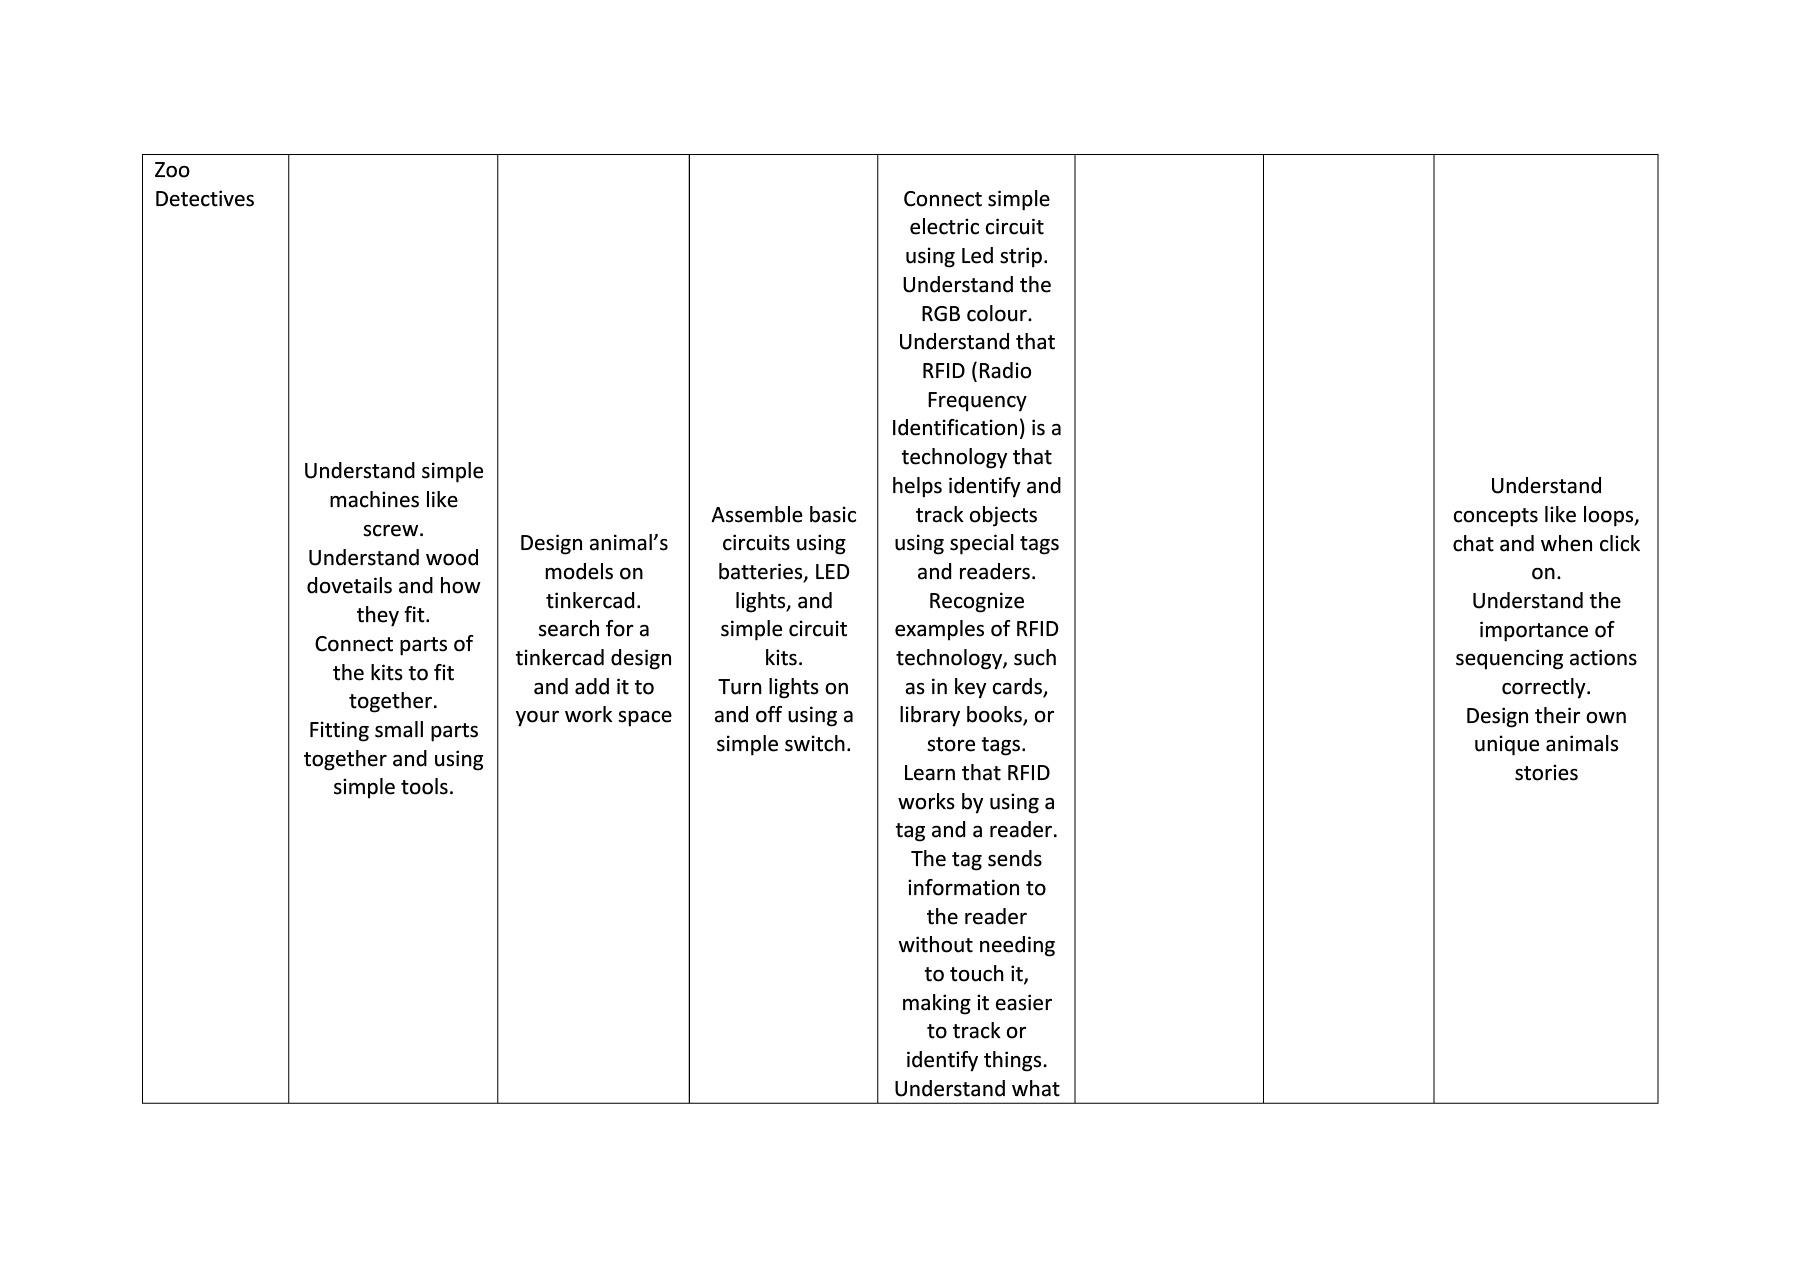 Zoo
Detectives
Understand simple
machines like
screw.
Understand wood
dovetails and how
they fit.
Connect parts of
the kits to fit
together.
Fitting small parts
together and using
simple tools.
Design animal’s
models on
tinkercad.
search for a
tinkercad design
and add it to
your work space
Assemble basic
circuits using
batteries, LED
lights, and
simple circuit
kits.
Turn lights on
and off using a
simple switch.
Connect simple
electric circuit
using Led strip.
Understand the
RGB colour.
Understand that
RFID (Radio
Frequency
Identification) is a
technology that
helps identify and
track objects
using special tags
and readers.
Recognize
examples of RFID
technology, such
as in key cards,
library books, or
store tags.
Learn that RFID
works by using a
tag and a reader.
The tag sends
information to
the reader
without needing
to touch it,
making it easier
to track or
identify things.
Understand what
Understand
concepts like loops,
chat and when click
on.
Understand the
importance of
sequencing actions
correctly.
Design their own
unique animals
stories